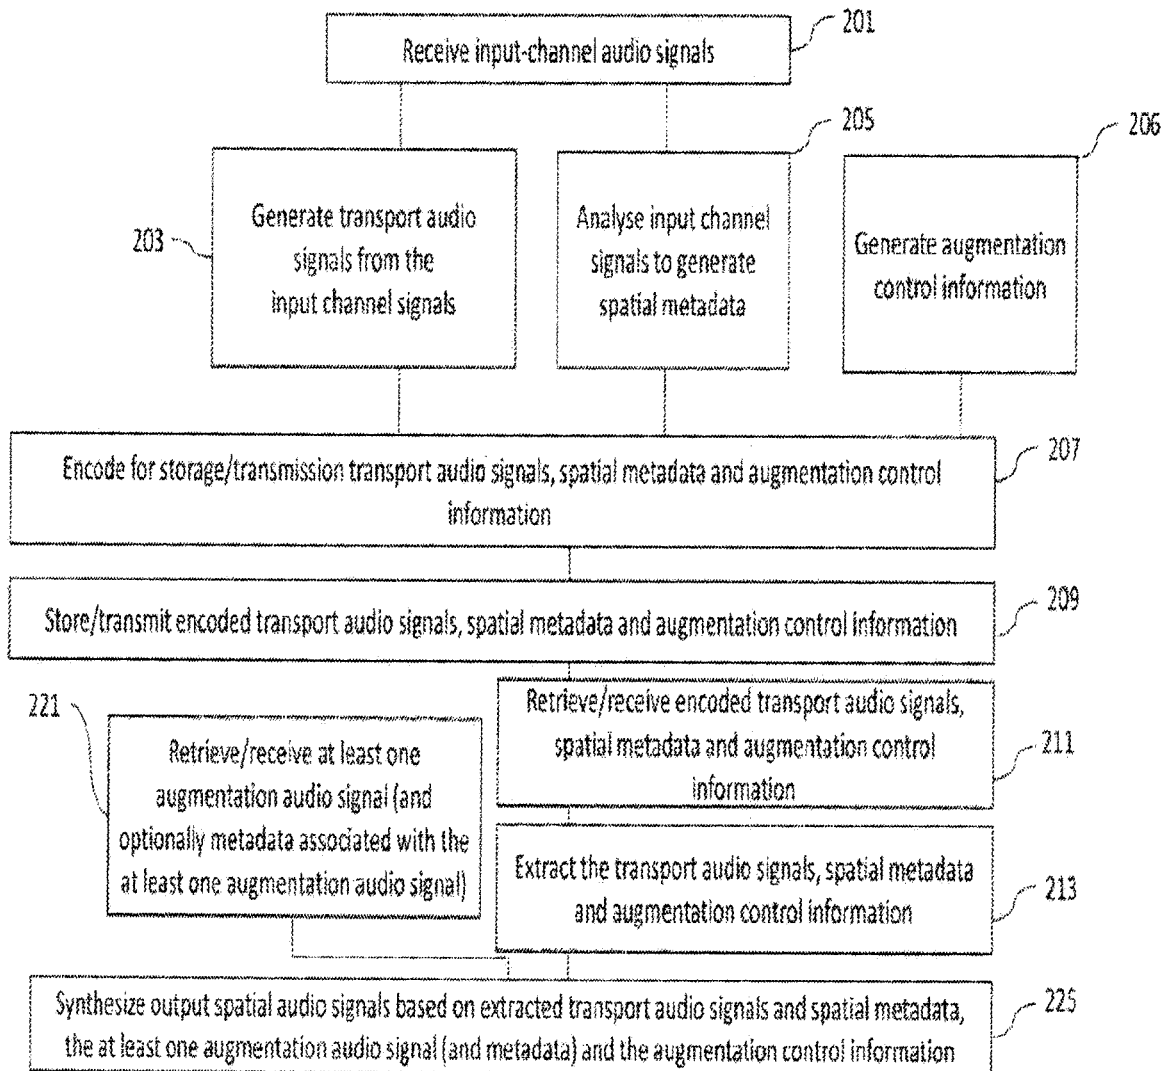 201
Receive input-channel audio signals
205
206
203
Generate transport audio
signals from the
input channel signals
Analyse input channel
signals to generate
spatial metadata
Generate augmentation
control information
207
Encode for storage/transmission transport audio signals, spatial metadata and augmentation control
information
209
Store/transmit encoded transport audio signals, spatial metadata and augmentation control information
221
Retrieve/receive at least one
augmentation audio signal (and
optionally metadata associated with the
at least one augmentation audio signal)
Retrieve/receive encoded transport audio signals,
spatial metadata and augmentation control
information
211
Extract the transport audio signals, spatial metadata
and augmentation control information
213
Synthesize output spatial audio signals based on extracted transport audio signals and spatial metadata,
the at least one augmentation audio signal (and metadata) and the augmentation control information
225